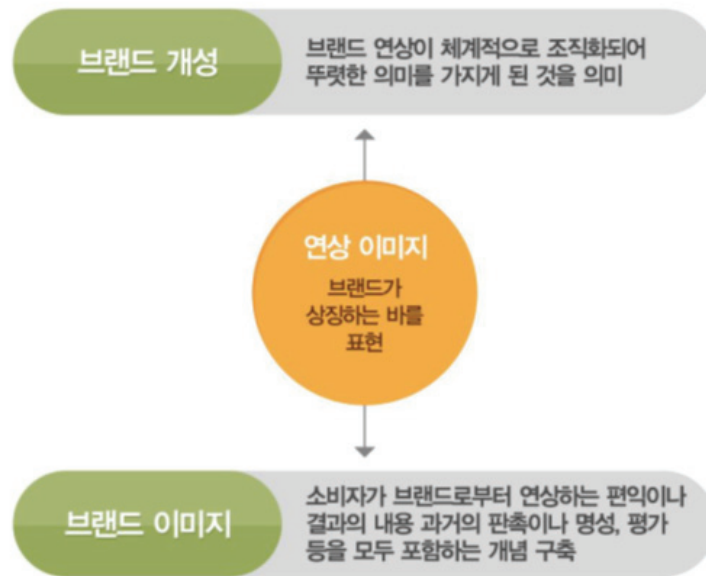 브랜드 개성
브랜드 연상이 체계적으로 조직화되어
뚜렷한 의미를 가지게 된 것을 의미
연상 이미지
브랜드가
상징하는 바를
표현
브랜드 이미지
소비자가 브랜드로부터 연상하는 편익이나
결과의 내용 과거의 판촉이나 명성, 평가
등을 모두 포함하는 개념 구축